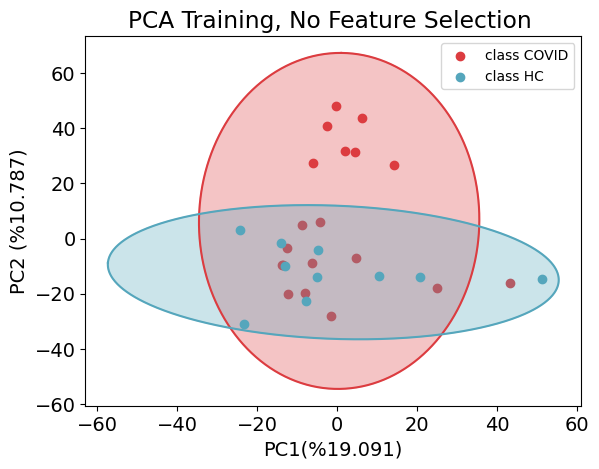 PCA Training, No Feature Selection
class COVID
class HC
PC2 (%10.787)
60
40
20
0
−20
−40
−60
−60 −40 −20 0 20 40 60
PC1(%19.091)